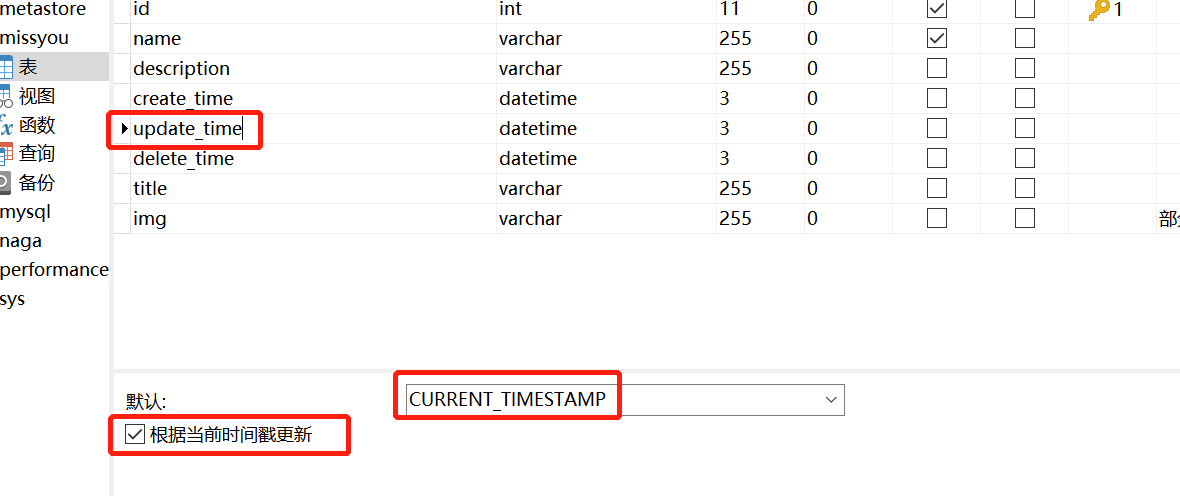 metastore
missyou
表
视图
函数
查询
备份
mysql
naga
performance
sys
id int 11 0 1
name varchar 255 0
description varchar 255 0
create_time datetime 3 0
update_time datetime 3 0
delete_time datetime 3 0
title varchar 255 0
img varchar 255 0 部
默认: CURRENT_TIMESTAMP
根据当前时间戳更新